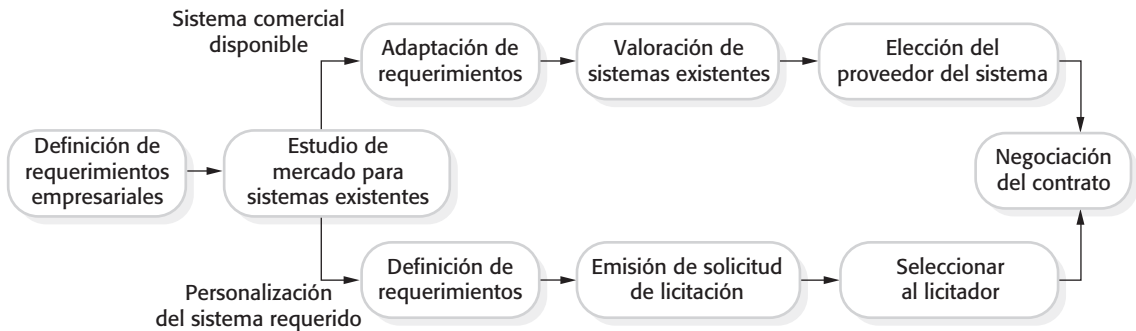 Sistema comercial
disponible
Adaptación de
requerimientos
Valoración de
sistemas existentes
Elección del
proveedor del sistema
Definición de
requerimientos
empresariales
Estudio de
mercado para
sistemas existentes
Negociación
del contrato
Definición de
requerimientos
Emisión de solicitud
de licitación
Seleccionar
al licitador
Personalización
del sistema requerido